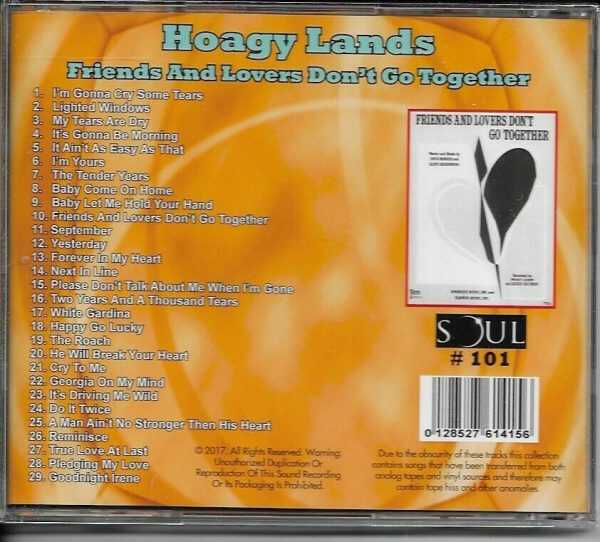 Hoagy Lands
Friends And Lovers Don't Go Together
1. I'm Gonna Cry Some Tears
2. Lighted Windows
3. My Tears Are Dry
4. It's Gonna Be Morning
5. It Ain't As Easy As That
6. I'm Yours
7. The Tender Years
8. Baby Come On Home
9. Baby Let Me Hold Your Hand
10. Friends And Lovers Don't Go Together
11. September
12. Yesterday
13. Forever In My Heart
14. Next In Line
15. Please Don't Talk About Me When I'm Gone
16. Two Years And A Thousand Tears
17. White Gardina
18. Happy Go Lucky
19. The Roach
20. He Will Break Your Heart
21. Cry To Me
22. Georgia On My Mind
23. It's Driving Me Wild
24. Do It Twice
25. A Man Ain't No Stronger Then His Heart
26. Reminisce
27. True Love At Last
28. Pledging My Love
29. Goodnight Irene
FRIENDS AND LOVERS DON'T
GO TOGETHER
SOUL
# 101
0 128527 614156
© 2017. All Rights Reserved. Warning:
Unauthorized Duplication Or
Reproduction Of This Sound Recording
Or Its Packaging Is Prohibited.
Due to the obscurity of these tracks this collection
contains songs that have been transferred from both
analog tapes and vinyl sources and therefore may
contain tape hiss and other anomolies.